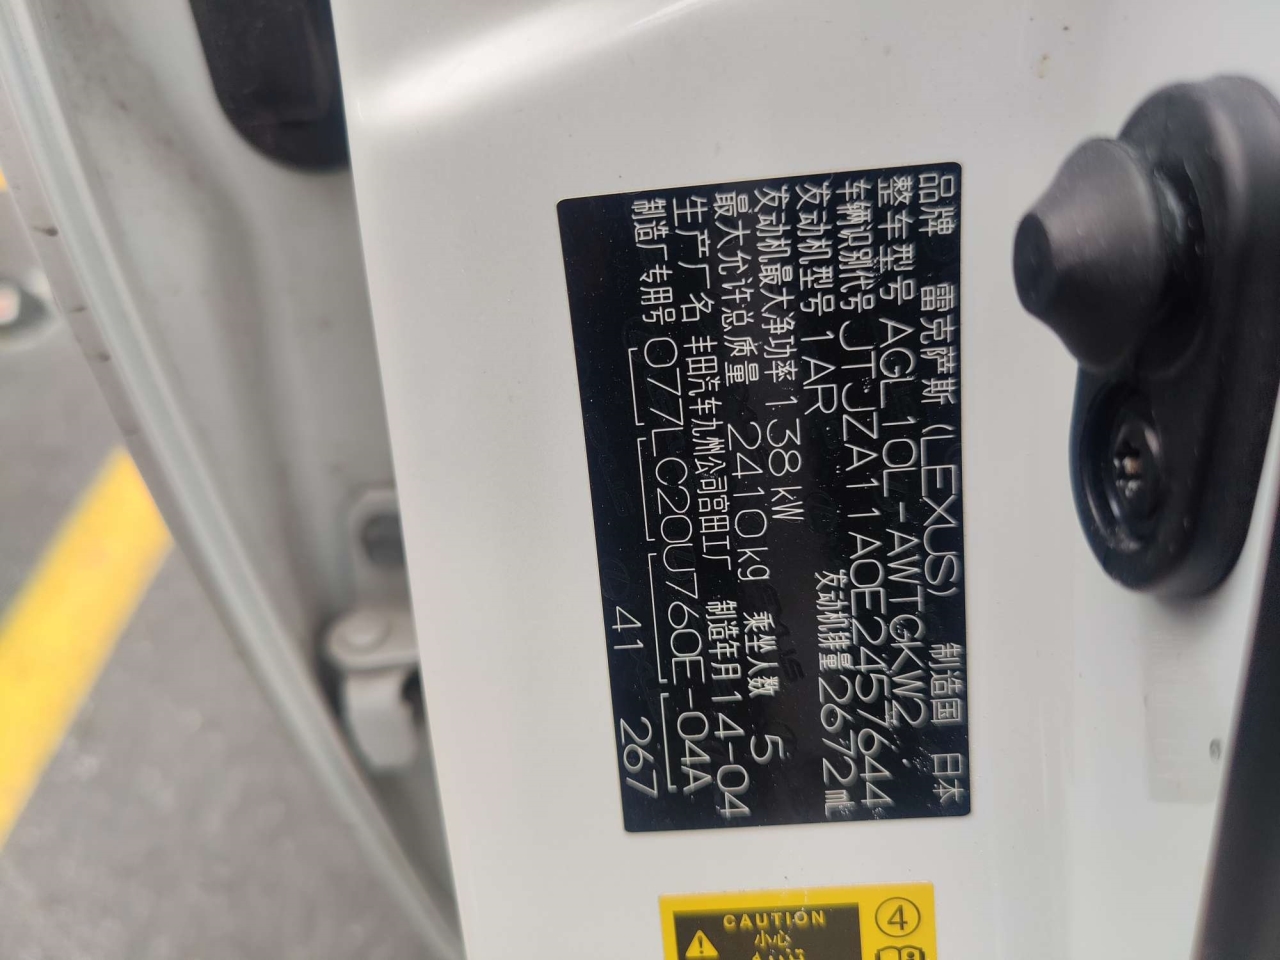 品牌 雷克萨斯 (LEXUS) 制造国 日本
整车型号 AGL10L-AWTGKW2
车辆识别代号 JTJZA11A0E2457644
发动机型号 1AR 发动机排量 2672 mL
发动机最大净功率 138 kW
最大允许总质量 2410 kg 乘坐人数 5
生产厂名 丰田汽车九州公司宫田工厂 制造年月 14-04
制造厂专用号 077 LC20U760E-04A
41 267
CAUTION ④
小心